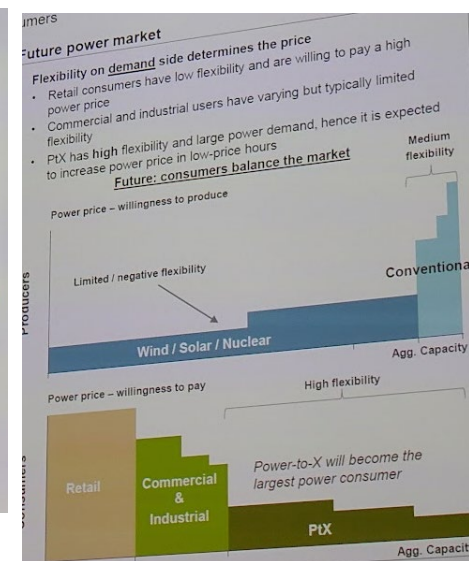 umers
Future power market
Flexibility on demand side determines the price
• Retail consumers have low flexibility and are willing to pay a high
power price
• Commercial and industrial users have varying but typically limited
flexibility
• PtX has high flexibility and large power demand, hence it is expected
to increase power price in low-price hours
Future: consumers balance the market
Medium
flexibility
Power price – willingness to produce
Limited / negative flexibility
Conventiona
Producers
Wind / Solar / Nuclear
Agg. Capacity
Power price – willingness to pay
High flexibility
Consumers
Retail
Commercial
&
Industrial
Power-to-X will become the
largest power consumer
PtX
Agg. Capacit